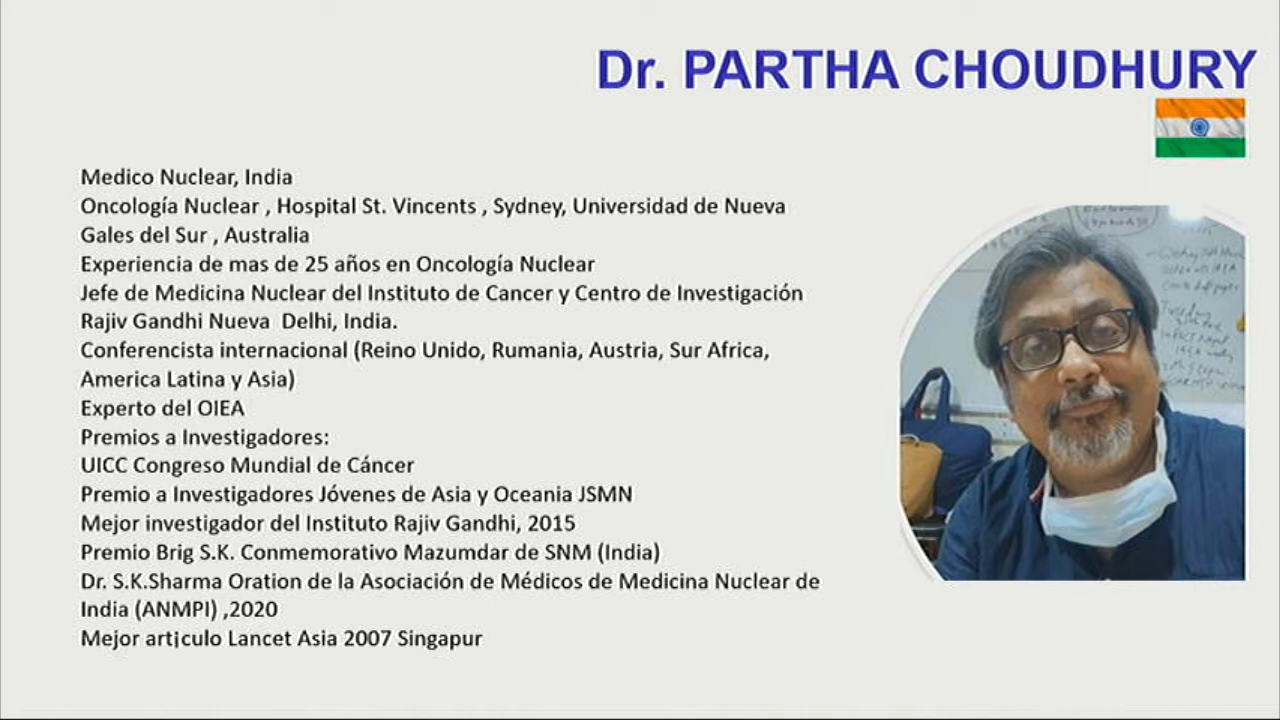 Dr. PARTHA CHOUDHURY
Medico Nuclear, India
Oncología Nuclear , Hospital St. Vincents , Sydney, Universidad de Nueva
Gales del Sur , Australia
Experiencia de mas de 25 años en Oncología Nuclear
Jefe de Medicina Nuclear del Instituto de Cancer y Centro de Investigación
Rajiv Gandhi Nueva Delhi, India.
Conferencista internacional (Reino Unido, Rumania, Austria, Sur Africa,
America Latina y Asia)
Experto del OIEA
Premios a Investigadores:
UICC Congreso Mundial de Cáncer
Premio a Investigadores Jóvenes de Asia y Oceania JSMN
Mejor investigador del Instituto Rajiv Gandhi, 2015
Premio Brig S.K. Conmemorativo Mazumdar de SNM (India)
Dr. S.K.Sharma Oration de la Asociación de Médicos de Medicina Nuclear de
India (ANMPI) ,2020
Mejor art¡culo Lancet Asia 2007 Singapur